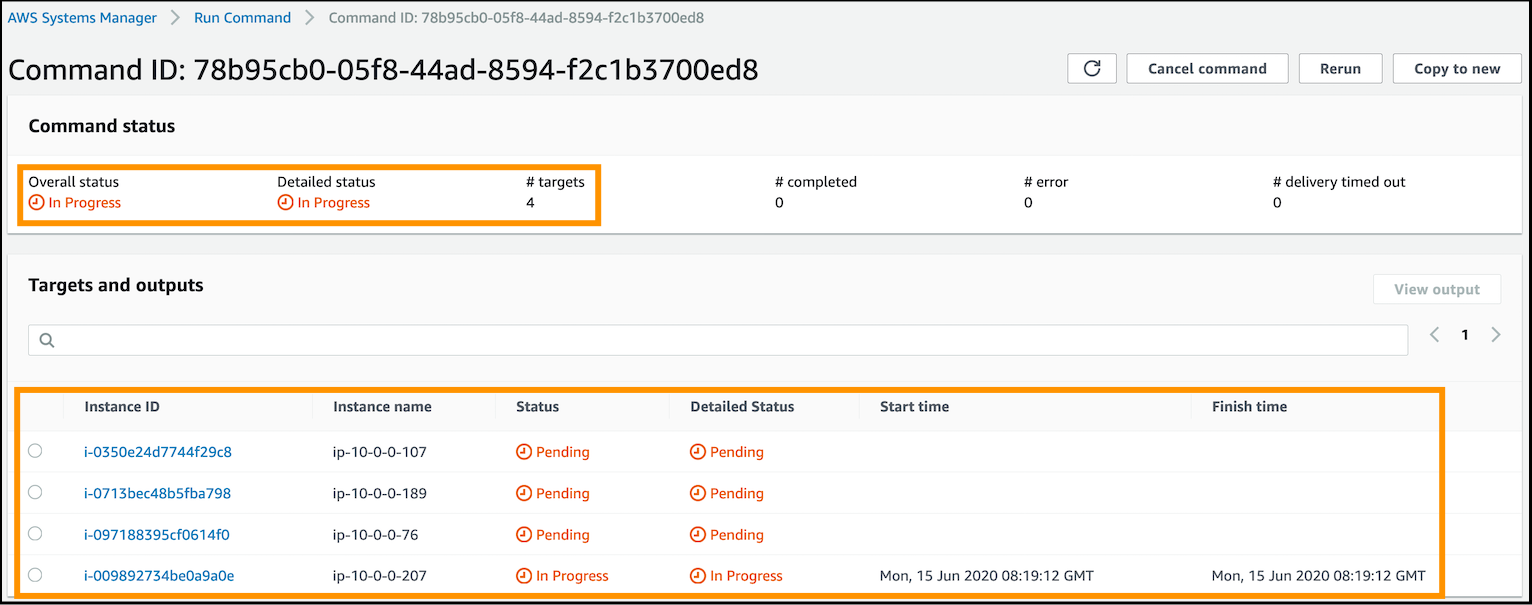 AWS Systems Manager > Run Command > Command ID: 78b95cb0-05f8-44ad-8594-f2c1b3700ed8
Command ID: 78b95cb0-05f8-44ad-8594-f2c1b3700ed8 Cancel command Rerun Copy to new
Command status
Overall status Detailed status # targets # completed # error # delivery timed out
In Progress In Progress 4 0 0 0
Targets and outputs View output
1
Instance ID Instance name Status Detailed Status Start time Finish time
i-0350e24d7744f29c8 ip-10-0-0-107 Pending Pending
i-0713bec48b5fba798 ip-10-0-0-189 Pending Pending
i-097188395cf0614f0 ip-10-0-0-76 Pending Pending
i-009892734be0a9a0e ip-10-0-0-207 In Progress In Progress Mon, 15 Jun 2020 08:19:12 GMT Mon, 15 Jun 2020 08:19:12 GMT